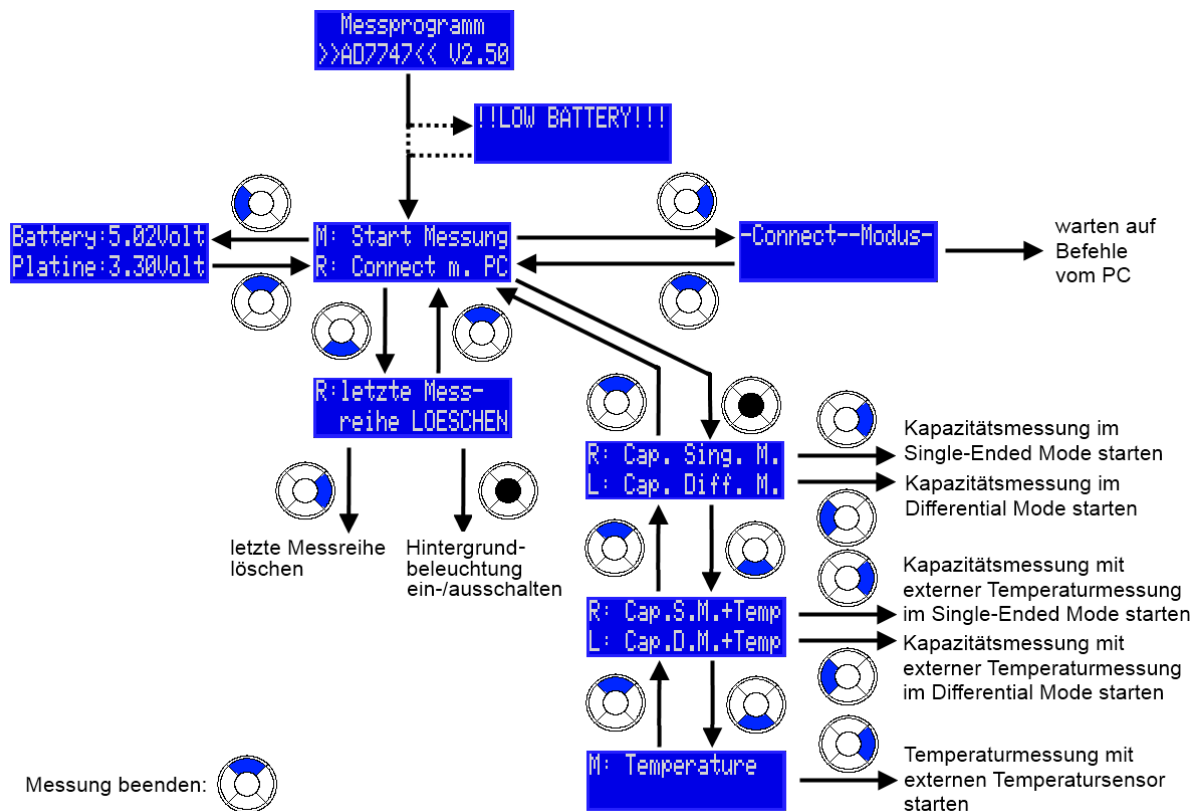 Messprogramm
>>AD7747<< V2.50
!!LOW BATTERY!!!
Battery:5.02Volt
Platine:3.30Volt
M: Start Messung
R: Connect m. PC
-Connect--Modus-
warten auf
Befehle
vom PC
R:letzte Mess-
reihe LOESCHEN
letzte Messreihe
löschen
Hintergrund-
beleuchtung
ein-/ausschalten
R: Cap. Sing. M.
L: Cap. Diff. M.
Kapazitätsmessung im
Single-Ended Mode starten
Kapazitätsmessung im
Differential Mode starten
R: Cap.S.M.+Temp
L: Cap.D.M.+Temp
Kapazitätsmessung mit
externer Temperaturmessung
im Single-Ended Mode starten
Kapazitätsmessung mit
externer Temperaturmessung
im Differential Mode starten
M: Temperature
Temperaturmessung mit
externen Temperatursensor
starten
Messung beenden: